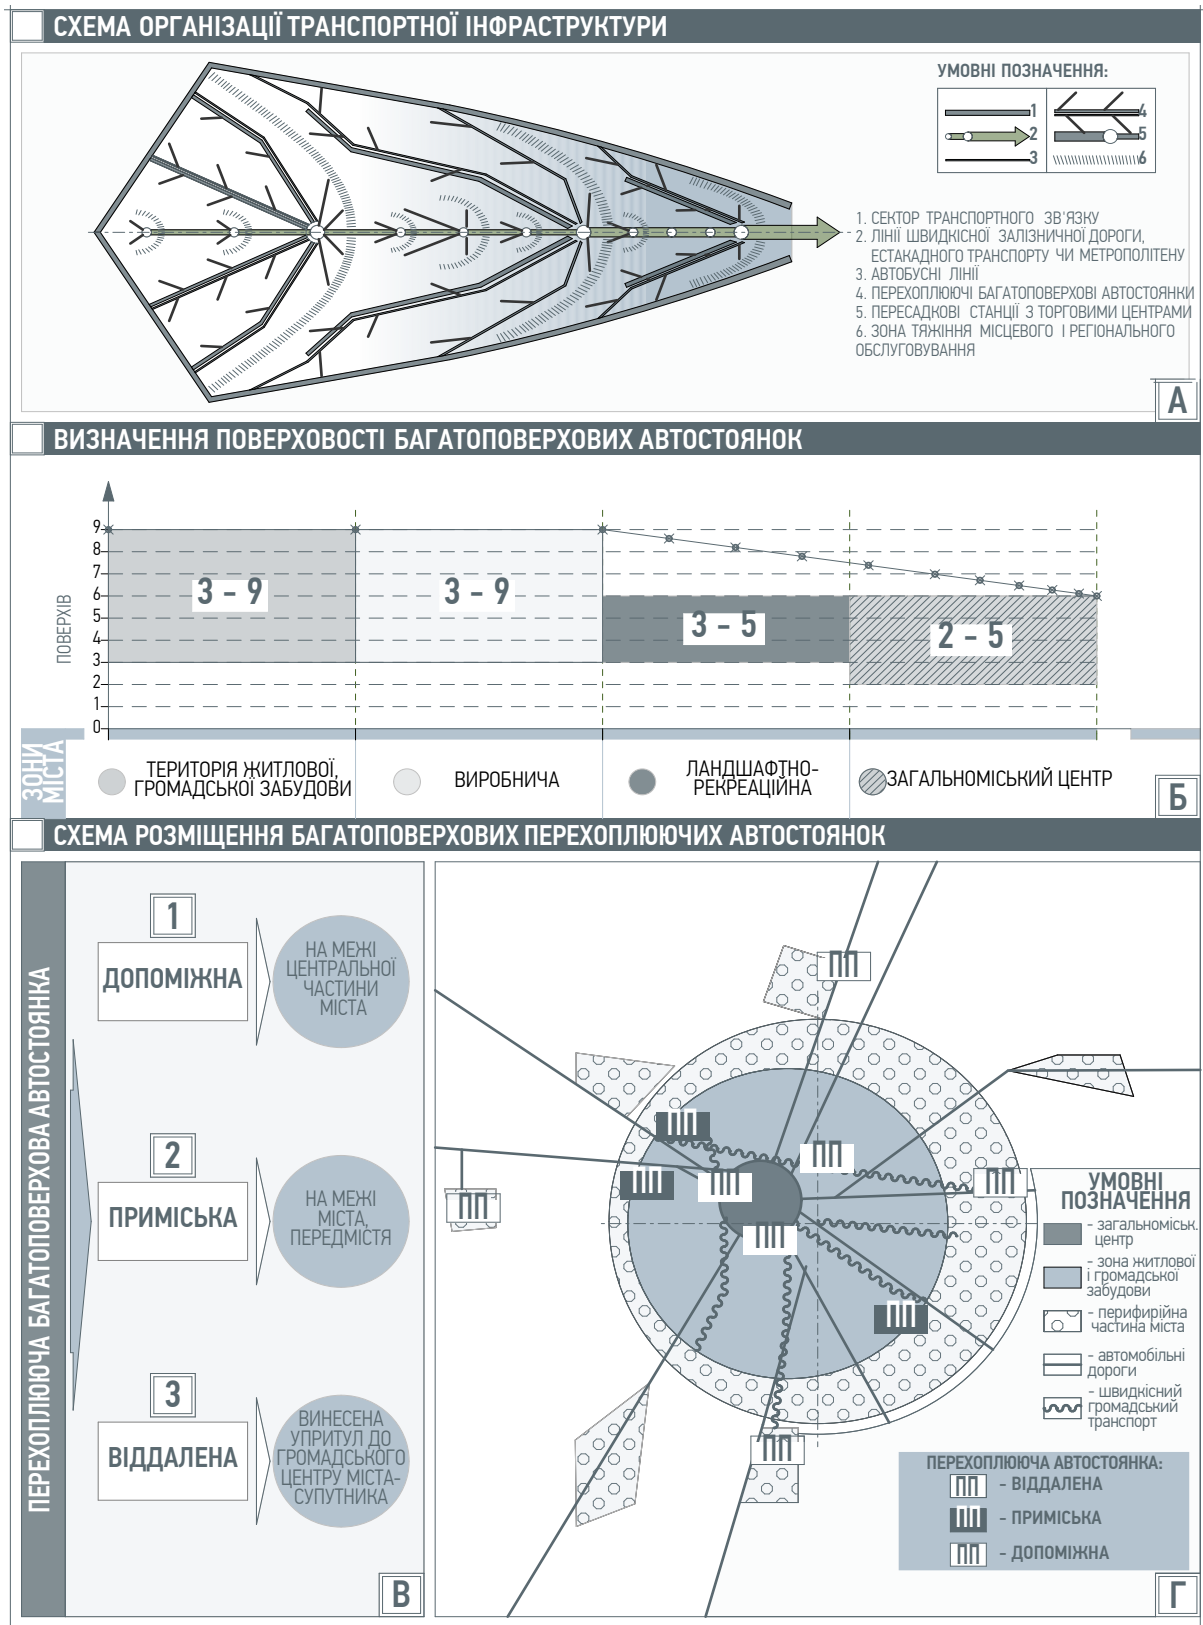 СХЕМА ОРГАНІЗАЦІЇ ТРАНСПОРТНОЇ ІНФРАСТРУКТУРИ
УМОВНІ ПОЗНАЧЕННЯ:
1
2
3
4
5
6
1. СЕКТОР ТРАНСПОРТНОГО ЗВ'ЯЗКУ
2. ЛІНІЇ ШВИДКІСНОЇ ЗАЛІЗНИЧНОЇ ДОРОГИ,
ЕСТАКАДНОГО ТРАНСПОРТУ ЧИ МЕТРОПОЛІТЕНУ
3. АВТОБУСНІ ЛІНІЇ
4. ПЕРЕХОПЛЮЮЧІ БАГАТОПОВЕРХОВІ АВТОСТОЯНКИ
5. ПЕРЕСАДКОВІ СТАНЦІЇ З ТОРГОВИМИ ЦЕНТРАМИ
6. ЗОНА ТЯЖІННЯ МІСЦЕВОГО І РЕГІОНАЛЬНОГО
ОБСЛУГОВУВАННЯ
А
ВИЗНАЧЕННЯ ПОВЕРХОВОСТІ БАГАТОПОВЕРХОВИХ АВТОСТОЯНОК
ПОВЕРХІВ
9
8
7
6
5
4
3
2
1
0
3 - 9
3 - 9
3 - 5
2 - 5
ЗОНИ
МІСТА
ТЕРИТОРІЯ ЖИТЛОВОЇ,
ГРОМАДСЬКОЇ ЗАБУДОВИ
ВИРОБНИЧА
ЛАНДШАФТНО-
РЕКРЕАЦІЙНА
ЗАГАЛЬНОМІСЬКИЙ ЦЕНТР
Б
СХЕМА РОЗМІЩЕННЯ БАГАТОПОВЕРХОВИХ ПЕРЕХОПЛЮЮЧИХ АВТОСТОЯНОК
ПЕРЕХОПЛЮЮЧА БАГАТОПОВЕРХОВА АВТОСТОЯНКА
1
ДОПОМІЖНА
НА МЕЖІ
ЦЕНТРАЛЬНОЇ
ЧАСТИНИ
МІСТА
2
ПРИМІСЬКА
НА МЕЖІ
МІСТА,
ПЕРЕДМІСТЯ
3
ВІДДАЛЕНА
ВИНЕСЕНА
УПРИТУЛ ДО
ГРОМАДСЬКОГО
ЦЕНТРУ МІСТА-
СУПУТНИКА
В
ПП
ПП
ПП
ПП
ПП
ПП
ПП
ПП
ПП
ПП
УМОВНІ
ПОЗНАЧЕННЯ
- загальноміськ.
центр
- зона житлової
і громадської
забудови
- перифирійна
частина міста
- автомобільні
дороги
- швидкісний
громадський
транспорт
ПЕРЕХОПЛЮЮЧА АВТОСТОЯНКА:
ПП - ВІДДАЛЕНА
ПП - ПРИМІСЬКА
ПП - ДОПОМІЖНА
Г